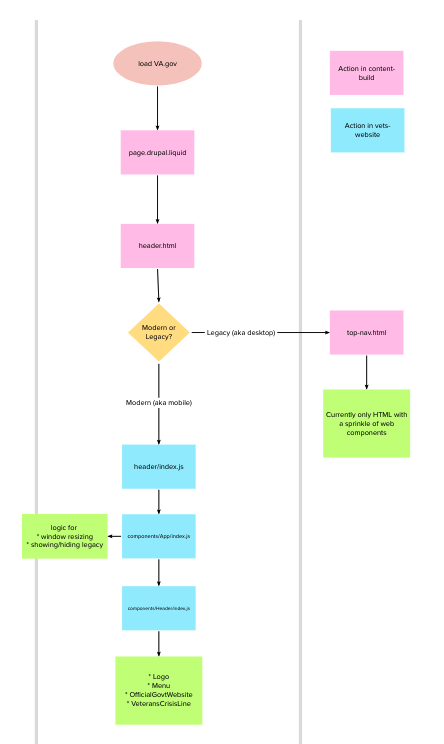 load VA.gov
Action in content-
build
Action in vets-
website
page.drupal.liquid
header.html
Modern or
Legacy?
Legacy (aka desktop)
top-nav.html
Modern (aka mobile)
Currently only HTML with
a sprinkle of web
components
header/index.js
logic for
* window resizing
* showing/hiding legacy
components/App/index.js
components/Header/index.js
* Logo
* Menu
* OfficialGovtWebsite
* VeteransCrisisLine